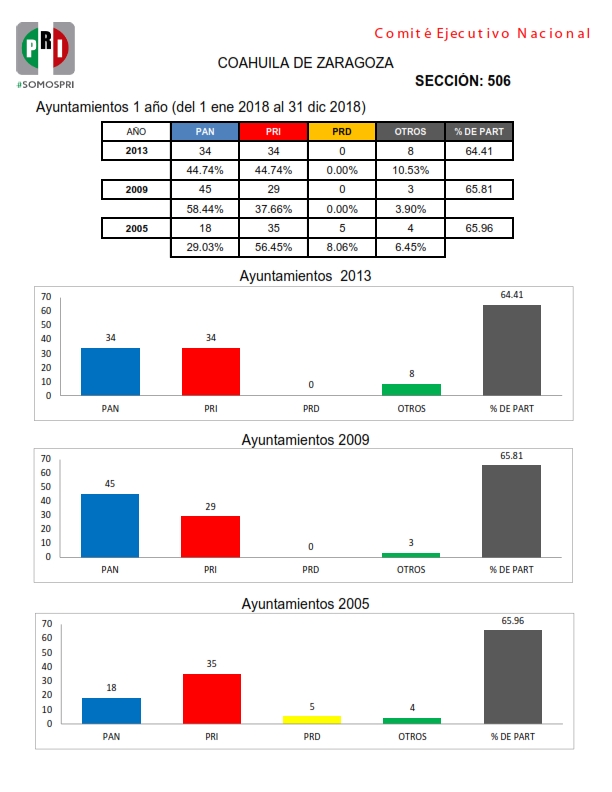 PRI
#SOMOSPRI
Comité Ejecutivo Nacional
COAHUILA DE ZARAGOZA
SECCIÓN: 506
Ayuntamientos 1 año (del 1 ene 2018 al 31 dic 2018)
AÑO PAN PRI PRD OTROS % DE PART
2013 34 34 0 8 64.41
44.74% 44.74% 0.00% 10.53%
2009 45 29 0 3 65.81
58.44% 37.66% 0.00% 3.90%
2005 18 35 5 4 65.96
29.03% 56.45% 8.06% 6.45%
Ayuntamientos 2013
70
60
50
40
30
20
10
0
34 34 0 8 64.41
PAN PRI PRD OTROS % DE PART
Ayuntamientos 2009
70
60
50
40
30
20
10
0
45 29 0 3 65.81
PAN PRI PRD OTROS % DE PART
Ayuntamientos 2005
70
60
50
40
30
20
10
0
18 35 5 4 65.96
PAN PRI PRD OTROS % DE PART